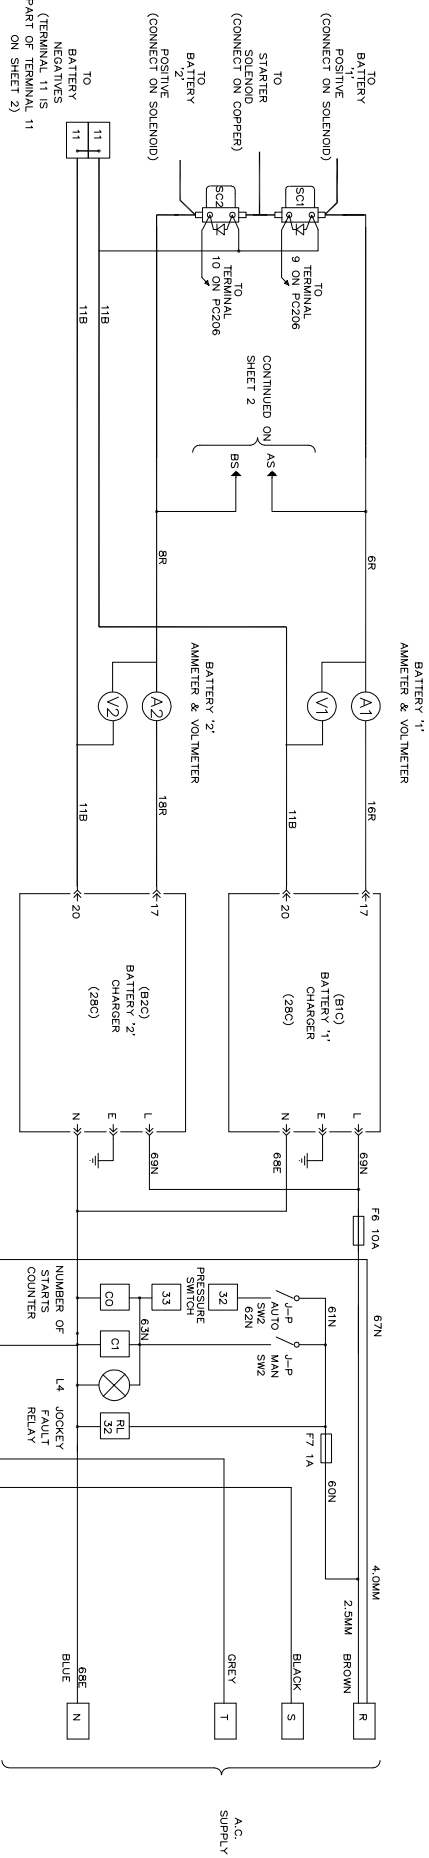 TO
BATTERY
'1'
POSITIVE
(CONNECT ON SOLENOID)
TO
STARTER
SOLENOID
(CONNECT ON COPPER)
TO
BATTERY
'2'
POSITIVE
(CONNECT ON SOLENOID)
TO
BATTERY
NEGATIVES
(TERMINAL 11 IS
PART OF TERMINAL 11
ON SHEET 2)
11
11
SC1
SC2
TO
TERMINAL
9 ON PC206
TO
TERMINAL
10 ON PC206
11B
11B
CONTINUED ON
SHEET 2
AS
BS
6R
8R
BATTERY '1'
AMMETER & VOLTMETER
A1
V1
BATTERY '2'
AMMETER & VOLTMETER
A2
V2
16R
11B
18R
11B
17
20
(B1C)
BATTERY '1'
CHARGER
(28C)
L
E
N
17
20
(B2C)
BATTERY '2'
CHARGER
(28C)
L
E
N
69N
68E
69N
F6 10A
67N
61N
J-P
AUTO
SW2
62N
J-P
MAN
SW2
32
PRESSURE
SWITCH
33
63N
CO
C1
NUMBER OF
STARTS
COUNTER
L4
RL
32
JOCKEY
FAULT
RELAY
F7 1A
60N
4.0MM
2.5MM
BROWN
R
BLACK
S
GREY
T
68E
BLUE
N
A.C.
SUPPLY